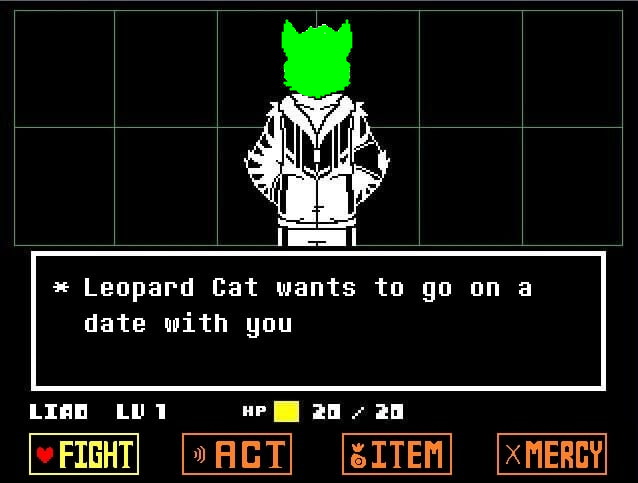 * Leopard Cat wants to go on a
date with you
LIAO LV 1 HP 20 / 20
FIGHT ACT ITEM MERCY